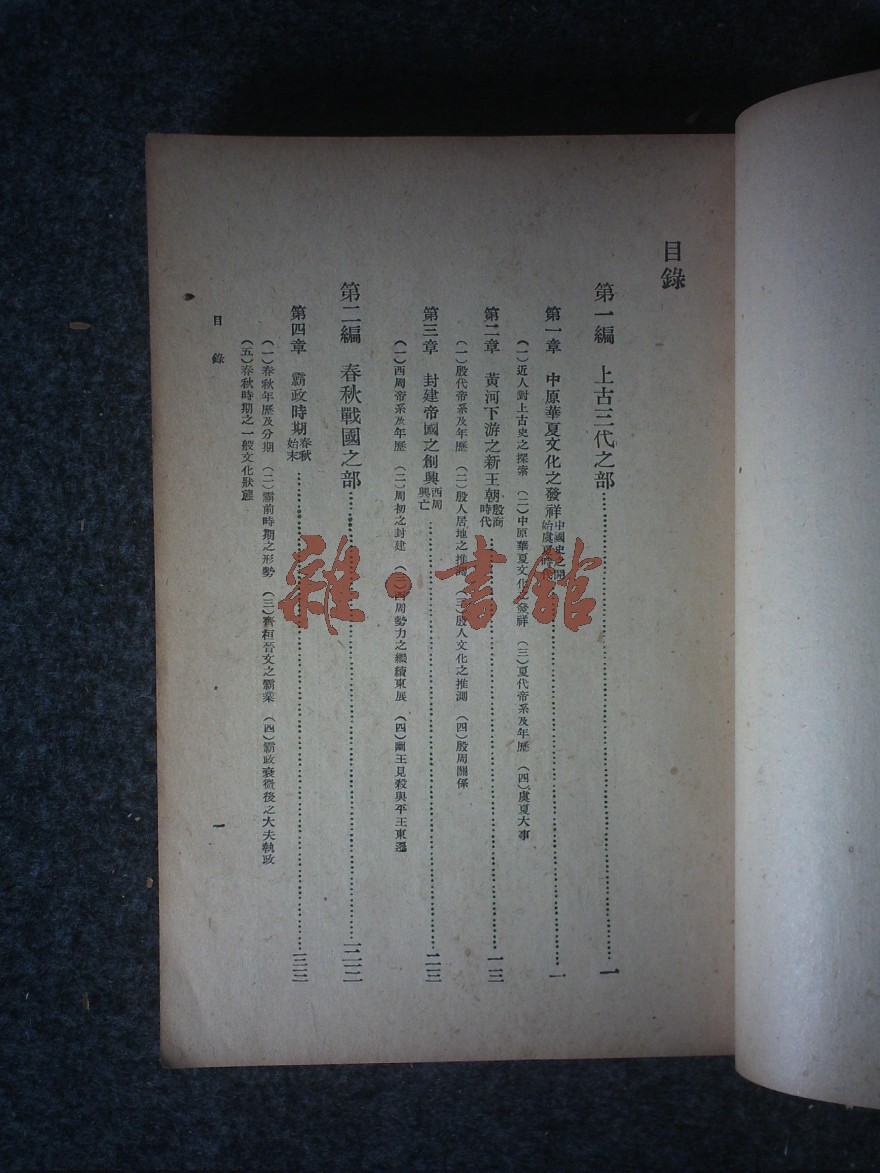 目錄
第一編 上古三代之部……一
第一章 中原華夏文化之發祥 中國史之開始虞夏時代……一
(一)近人對上古史之探索 (二)中原華夏文化之發祥 (三)夏代帝系及年歷 (四)虞夏大事
第二章 黃河下游之新王朝 殷商時代……一三
(一)殷代帝系及年歷 (二)殷人居地之推測 (三)殷人文化之推測 (四)殷周關係
第三章 封建帝國之創興 西周興亡……二三
(一)西周帝系及年歷 (二)周初之封建 (三)西周勢力之繼續東展 (四)幽王見殺與平王東遷
第二編 春秋戰國之部……
第四章 霸政時期 春秋始末……
(一)春秋年歷及分期 (二)霸前時期之形勢 (三)齊桓晉文之霸業 (四)霸政衰微後之大夫執政
(五)春秋時期之一般文化狀態
目錄 一
雜·書館